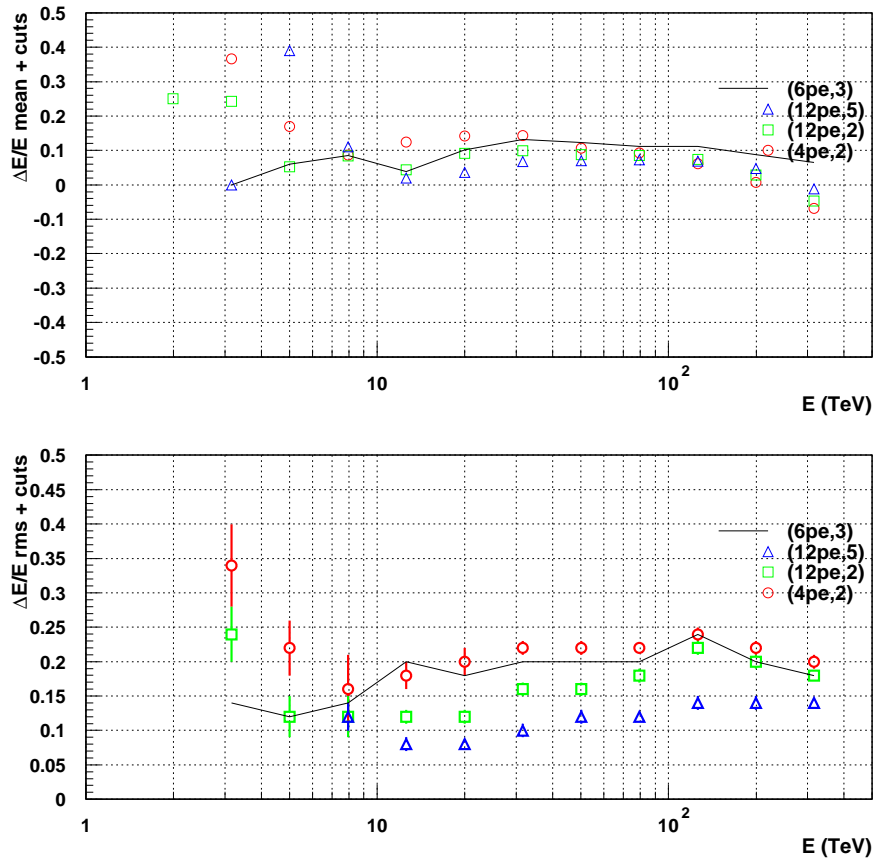 ΔE/E mean + cuts
0.5
0.4
0.3
0.2
0.1
0
-0.1
-0.2
-0.3
-0.4
-0.5
(6pe,3)
(12pe,5)
(12pe,2)
(4pe,2)
1
10
10²
E (TeV)
ΔE/E rms + cuts
0.5
0.45
0.4
0.35
0.3
0.25
0.2
0.15
0.1
0.05
0
(6pe,3)
(12pe,5)
(12pe,2)
(4pe,2)
1
10
10²
E (TeV)